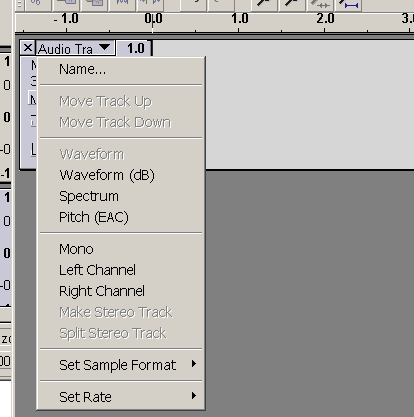 - 1.0 0.0 1.0 2.0 3.0
Audio Tra 1.0
Name...
Move Track Up
Move Track Down
Waveform
Waveform (dB)
Spectrum
Pitch (EAC)
Mono
Left Channel
Right Channel
Make Stereo Track
Split Stereo Track
Set Sample Format
Set Rate